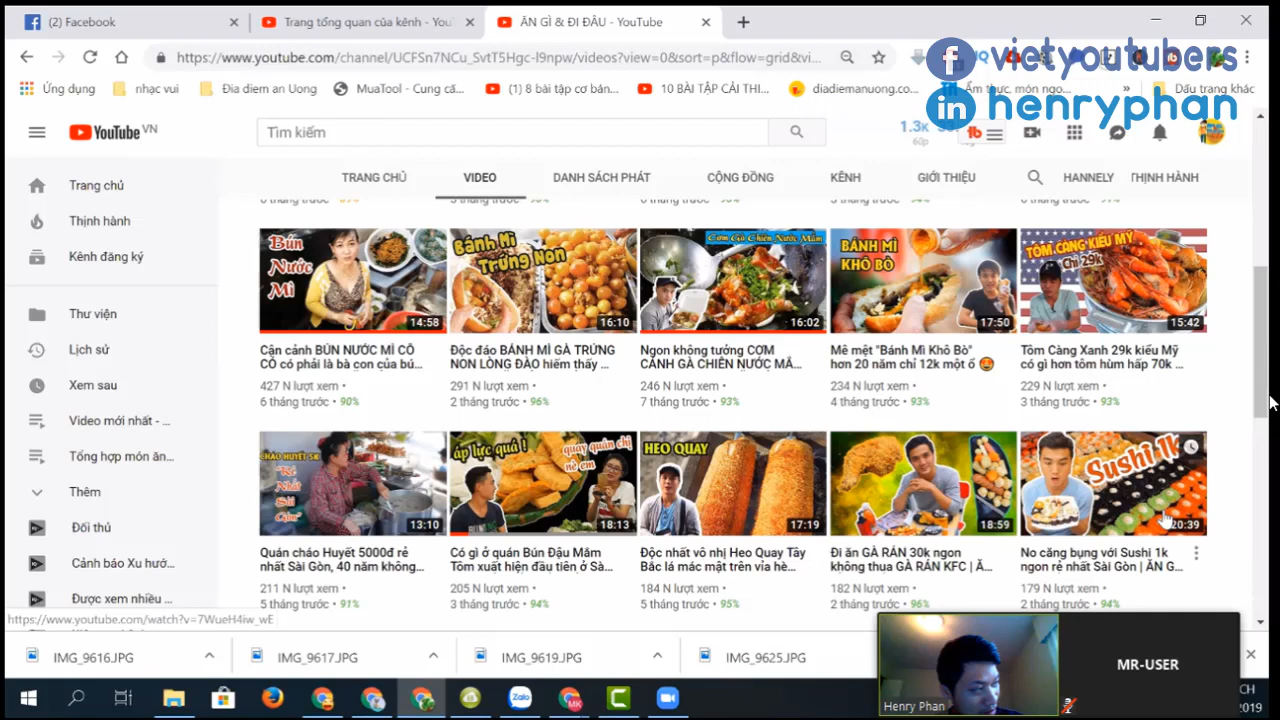 (2) Facebook
Trang tổng quan của kênh - You
ĂN GÌ & ĐI ĐÂU - YouTube
https://www.youtube.com/channel/UCFSn7NCu_SvtT5Hgc-l9npw/videos?view=0&sort=p&flow=grid&vi...
vietyoutubers
henryphan
Ứng dụng
nhạc vui
Đia diem an Uong
MuaTool - Cung cấ...
(1) 8 bài tập cơ bản...
10 BÀI TẬP CẢI THI...
diadiemanuong.co...
Ẩm thực, món ngo...
»
Dấu trang khác
YouTube VN
Tìm kiếm
1.3K
60p
TRANG CHỦ
VIDEO
DANH SÁCH PHÁT
CỘNG ĐỒNG
KÊNH
GIỚI THIỆU
HANNELY
THỊNH HÀNH
Trang chủ
Thịnh hành
Kênh đăng ký
Thư viện
Lịch sử
Xem sau
Video mới nhất - ...
Tổng hợp món ăn...
Thêm
Đối thủ
Cảnh báo Xu hướ...
Được xem nhiều ...
Bún Nước Mì
14:58
Bánh Mì Trứng Non
16:10
Cơm Gà Chiên Nước Mắm
16:02
BÁNH MÌ KHÔ BÒ
17:50
TÔM CÀNG KIỂU MỸ
Chỉ 29k
15:42
Cận cảnh BÚN NƯỚC MÌ CÔ
CÔ có phải là bà con của bú...
427 N lượt xem
6 tháng trước • 90%
Độc đáo BÁNH MÌ GÀ TRỨNG
NON LÒNG ĐÀO hiếm thấy ...
291 N lượt xem
2 tháng trước • 96%
Ngon không tưởng CƠM
CÁNH GÀ CHIÊN NƯỚC MẮ...
246 N lượt xem
7 tháng trước • 93%
Mê mệt "Bánh Mì Khô Bò"
hơn 20 năm chỉ 12k một ổ
234 N lượt xem
4 tháng trước • 93%
Tôm Càng Xanh 29k kiểu Mỹ
có gì hơn tôm hùm hấp 70k ...
229 N lượt xem
3 tháng trước • 93%
13:10
áp lực quá !
quay quán chị nè em
18:13
HEO QUAY
17:19
18:59
Sushi 1k
20:39
Quán cháo Huyết 5000đ rẻ
nhất Sài Gòn, 40 năm không...
211 N lượt xem
5 tháng trước • 91%
Có gì ở quán Bún Đậu Mắm
Tôm xuất hiện đầu tiên ở Sà...
205 N lượt xem
3 tháng trước • 94%
Độc nhất vô nhị Heo Quay Tây
Bắc lá mác mật trên vỉa hè...
184 N lượt xem
5 tháng trước • 95%
Đi ăn GÀ RÁN 30k ngon
không thua GÀ RÁN KFC | Ă...
182 N lượt xem
2 tháng trước • 96%
No căng bụng với Sushi 1k
ngon rẻ nhất Sài Gòn | ĂN G...
179 N lượt xem
2 tháng trước • 94%
https://www.youtube.com/watch?v=7WueH4iw_wE
IMG_9616.JPG
IMG_9617.JPG
IMG_9619.JPG
IMG_9625.JPG
Henry Phan
MR-USER
CH
2019